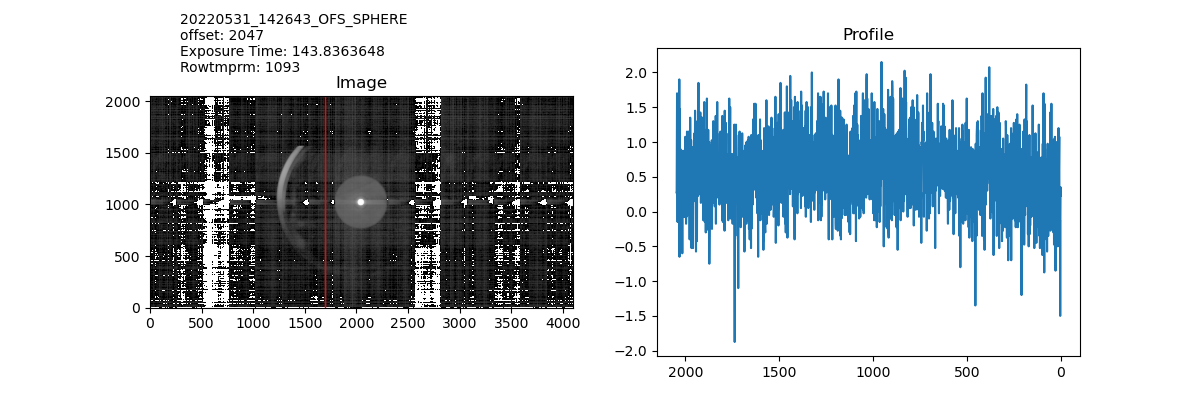 20220531_142643_OFS_SPHERE
offset: 2047
Exposure Time: 143.8363648
Rowtmprm: 1093
Image
2000
1500
1000
500
0
0 500 1000 1500 2000 2500 3000 3500 4000
Profile
2.0
1.5
1.0
0.5
0.0
−0.5
−1.0
−1.5
−2.0
2000 1500 1000 500 0